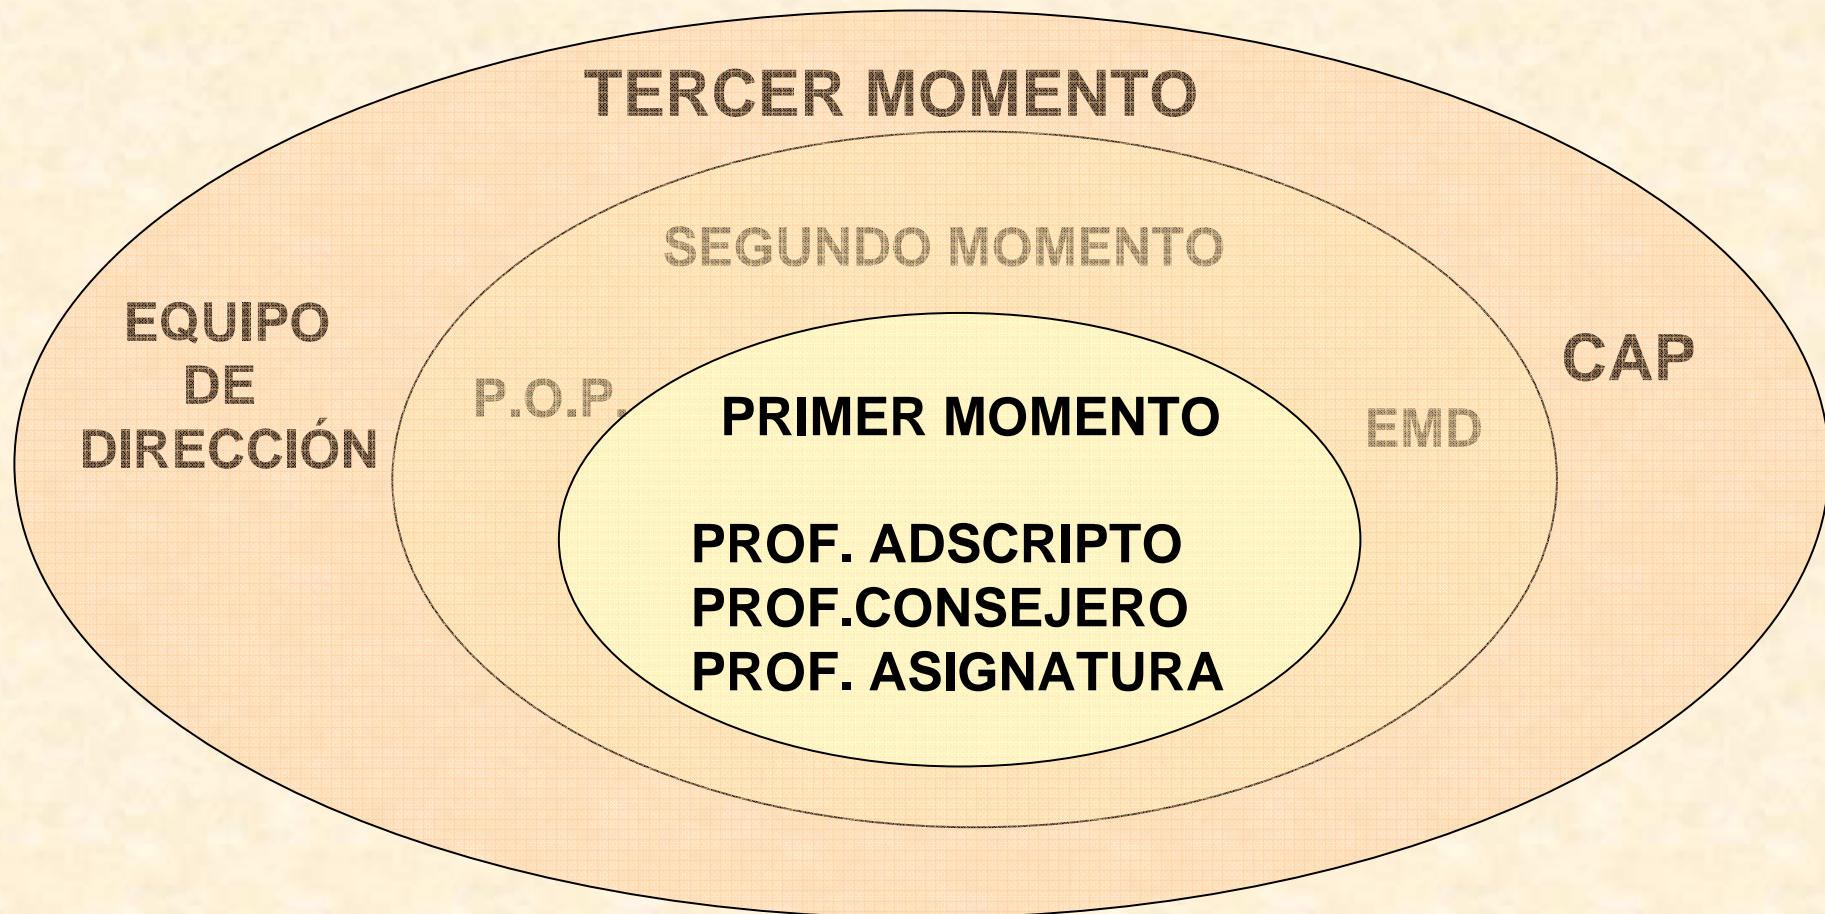 TERCER MOMENTO
SEGUNDO MOMENTO
EQUIPO
DE
DIRECCIÓN
CAP
P.O.P.
EMD
PRIMER MOMENTO
PROF. ADSCRIPTO
PROF.CONSEJERO
PROF. ASIGNATURA